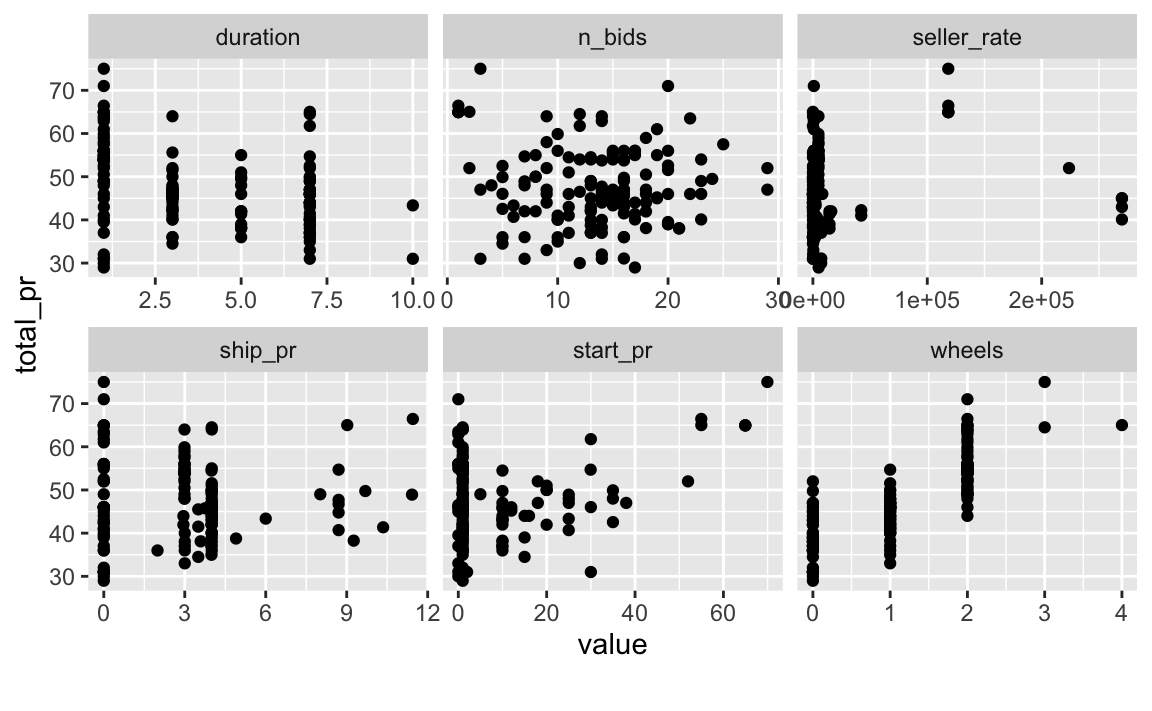 duration n_bids seller_rate
70
60
50
40
30
2.5 5.0 7.5 10.0 0 10 20 30 0e+00 1e+05 2e+05
total_pr
ship_pr start_pr wheels
70
60
50
40
30
0 3 6 9 12 0 20 40 60 0 1 2 3 4
value